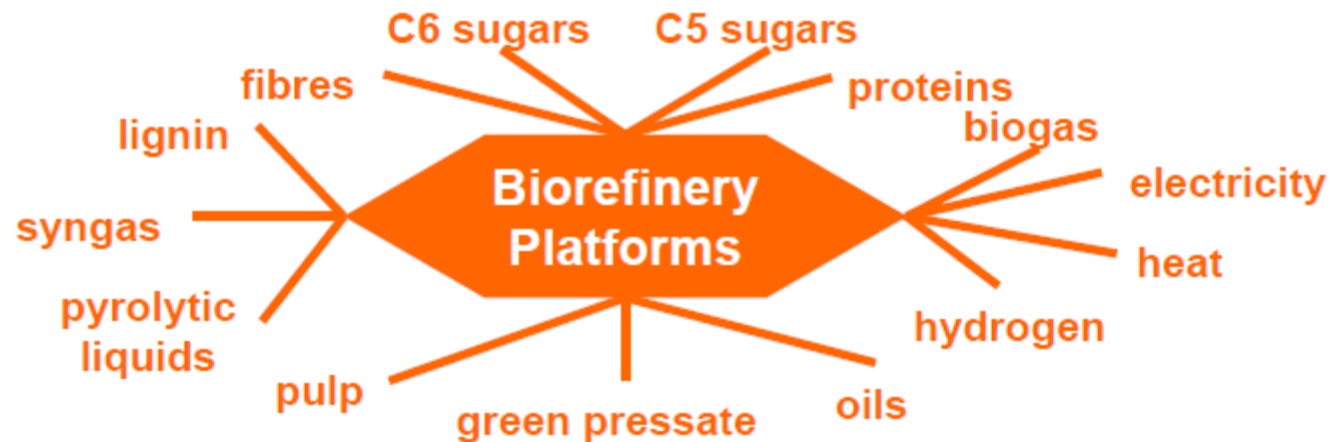 C6 sugars
C5 sugars
fibres
proteins
lignin
biogas
Biorefinery
Platforms
electricity
syngas
heat
pyrolytic
liquids
hydrogen
pulp
green pressate
oils